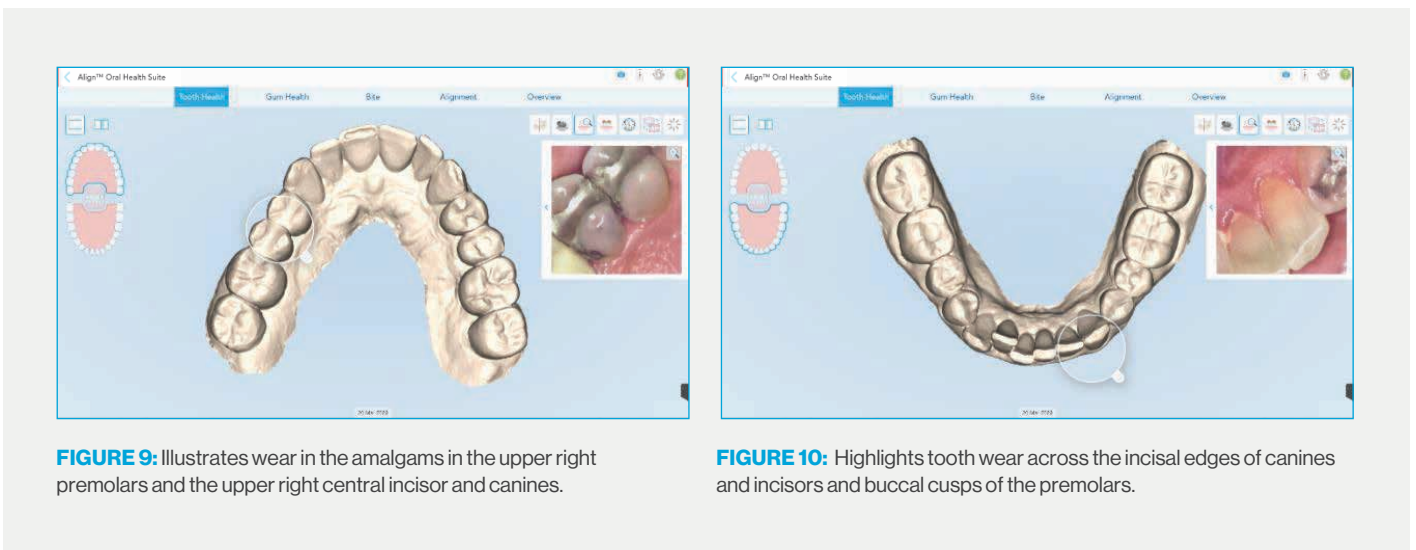 Align™ Oral Health Suite
Tooth Health Gum Health Bite Alignment Overview
Align™ Oral Health Suite
Tooth Health Gum Health Bite Alignment Overview
FIGURE 9: Illustrates wear in the amalgams in the upper right
premolars and the upper right central incisor and canines.
FIGURE 10: Highlights tooth wear across the incisal edges of canines
and incisors and buccal cusps of the premolars.